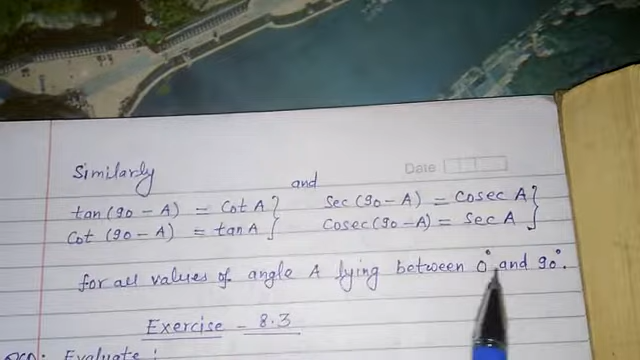 Date
Similarly and
tan (90 - A) = Cot A } Sec (90 - A) = Cosec A }
Cot (90 - A) = tan A } Cosec (90 - A) = Sec A }
for all values of angle A lying between 0° and 90°.
Exercise - 8.3
Evaluate :